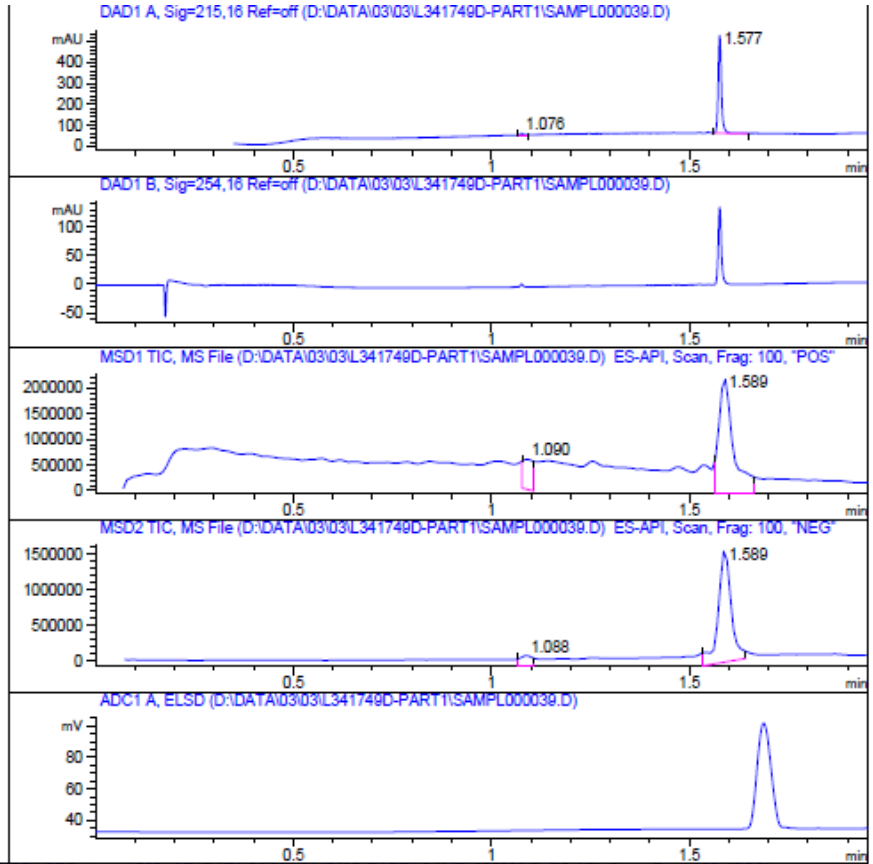 DAD1 A, Sig=215,16 Ref=off (D:\DATA\03\03\L341749D-PART1\SAMPL000039.D)
mAU
1.577
400
300
200
100
1.076
0
0.5 1 1.5 min
DAD1 B, Sig=254,16 Ref=off (D:\DATA\03\03\L341749D-PART1\SAMPL000039.D)
mAU
100
50
0
-50
0.5 1 1.5 min
MSD1 TIC, MS File (D:\DATA\03\03\L341749D-PART1\SAMPL000039.D) ES-API, Scan, Frag: 100, "POS"
2000000
1.589
1500000
1000000
1.090
500000
0
0.5 1 1.5 min
MSD2 TIC, MS File (D:\DATA\03\03\L341749D-PART1\SAMPL000039.D) ES-API, Scan, Frag: 100, "NEG"
1500000
1.589
1000000
500000
1.088
0
0.5 1 1.5 min
ADC1 A, ELSD (D:\DATA\03\03\L341749D-PART1\SAMPL000039.D)
mV
80
60
40
0.5 1 1.5 min